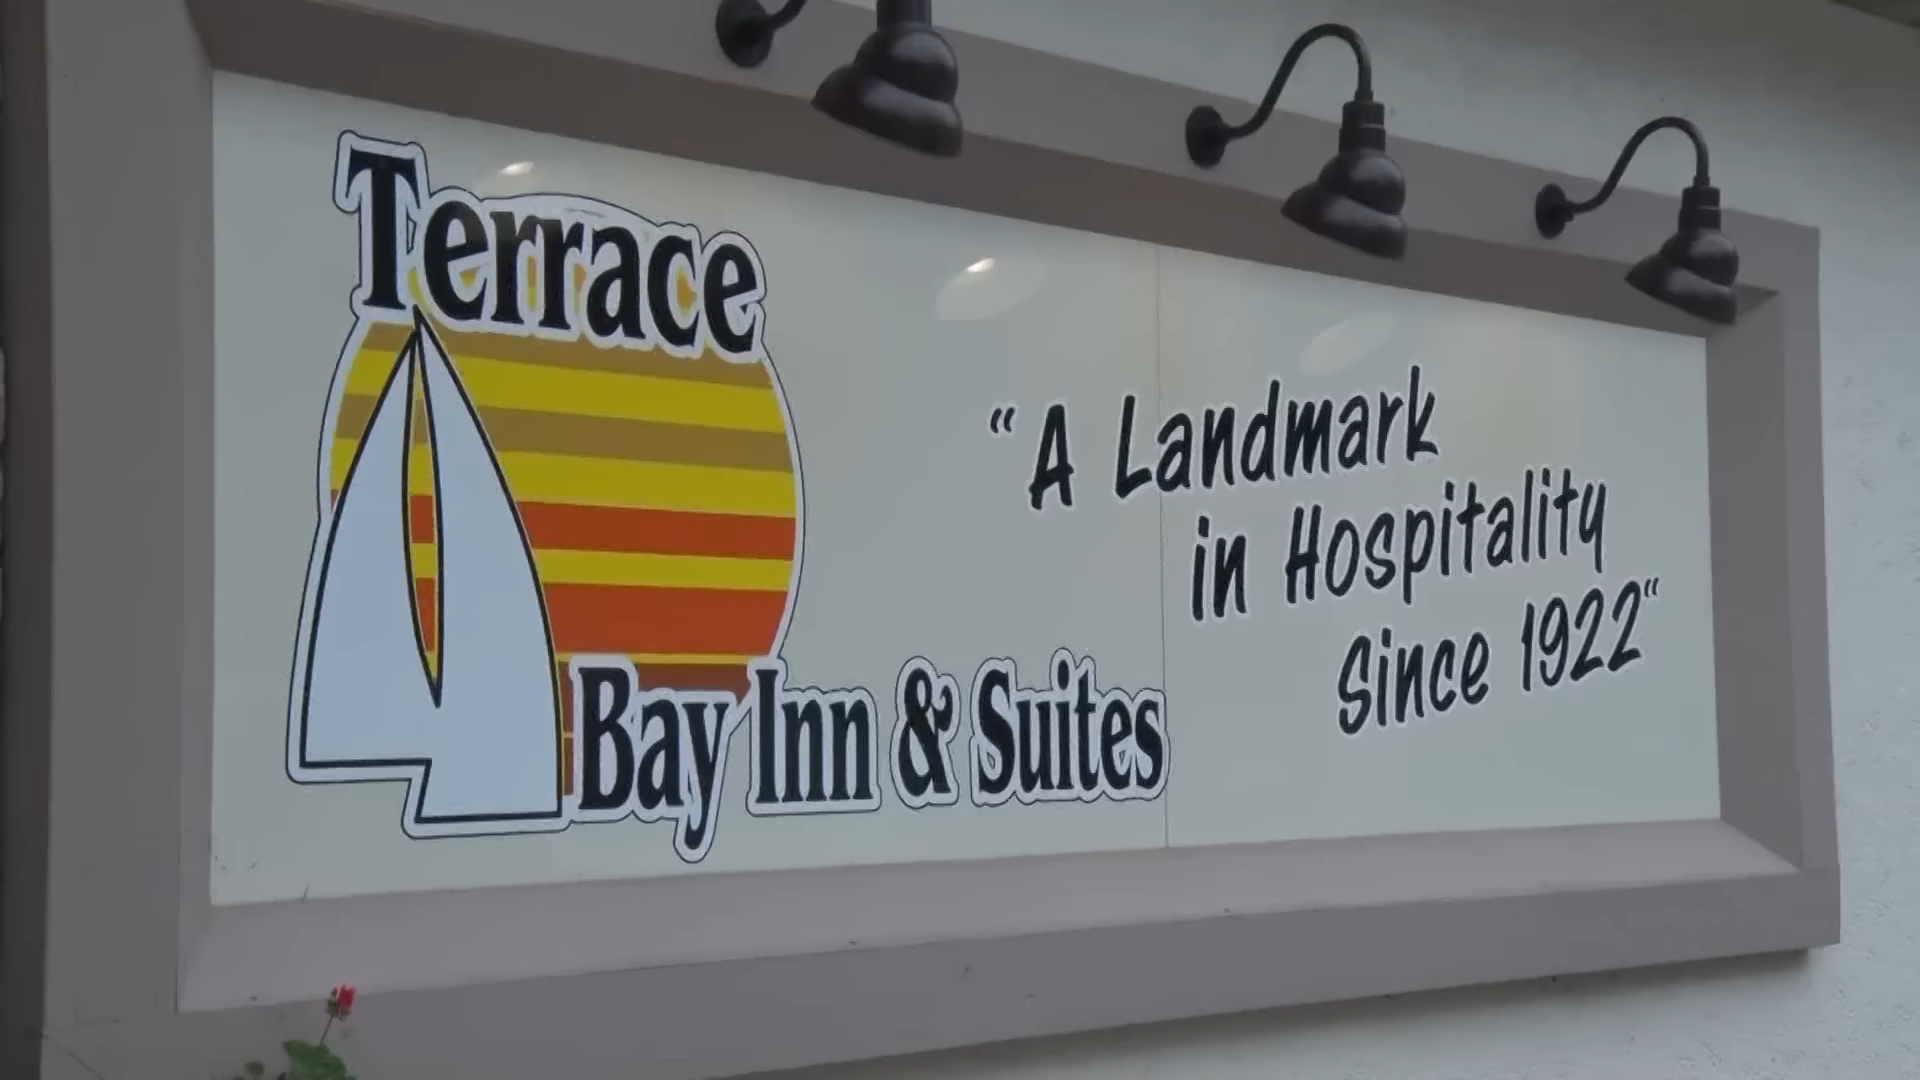 Terrace
Bay Inn & Suites
“A Landmark
in Hospitality
Since 1922“